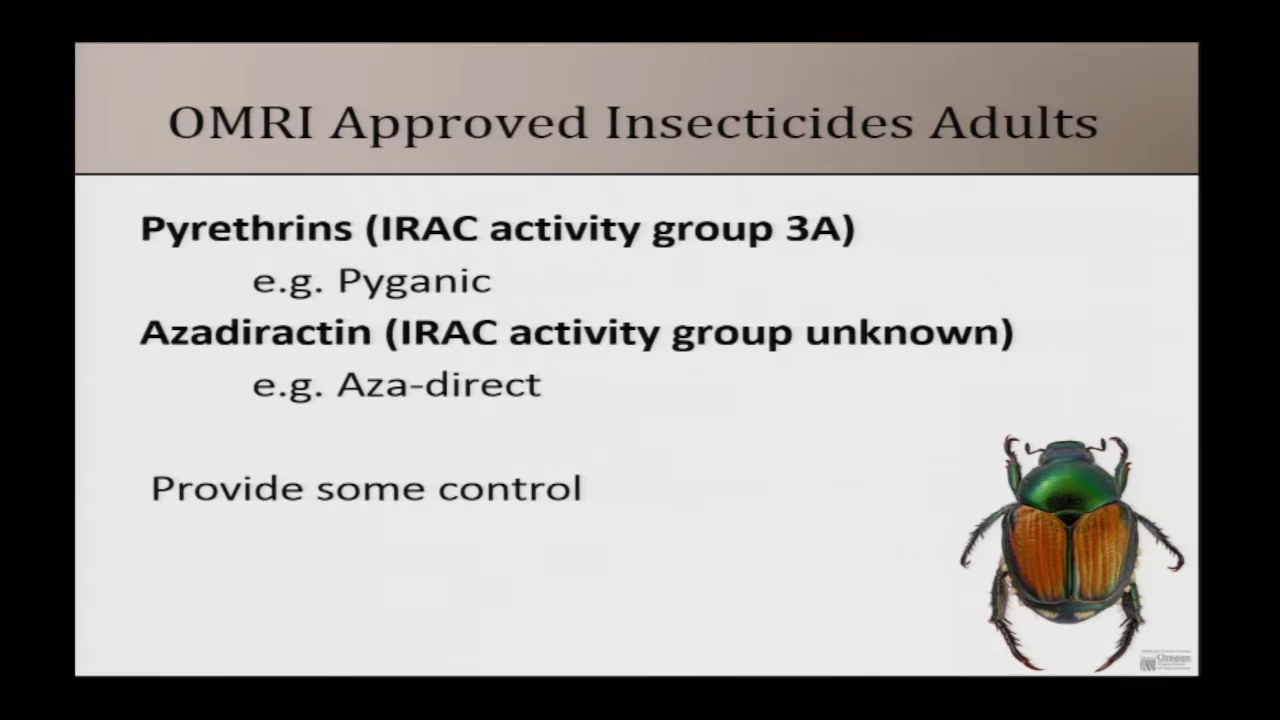 OMRI Approved Insecticides Adults
Pyrethrins (IRAC activity group 3A)
e.g. Pyganic
Azadiractin (IRAC activity group unknown)
e.g. Aza-direct
Provide some control
Oregon